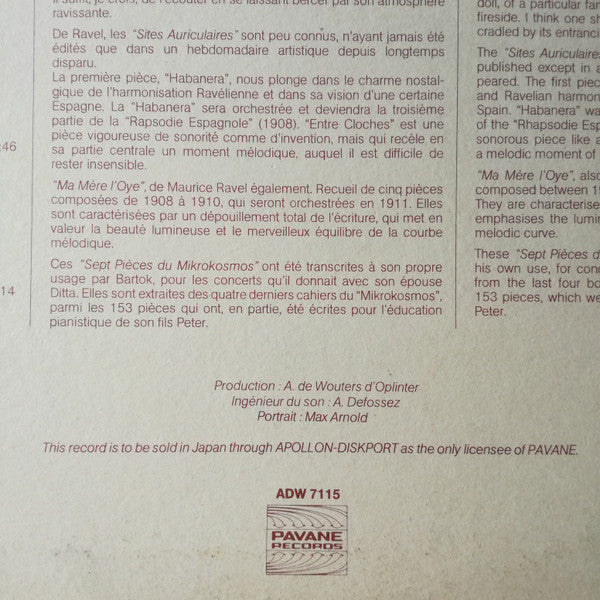 Il suffit, je crois, de l'écouter en se laissant bercer par son atmosphère
ravissante.
De Ravel, les "Sites Auriculaires" sont peu connus, n'ayant jamais été
édités que dans un hebdomadaire artistique depuis longtemps
disparu.
La première pièce, "Habanera", nous plonge dans le charme nostal-
gique de l'harmonisation Ravélienne et dans sa vision d'une certaine
Espagne. La "Habanera" sera orchestrée et deviendra la troisième
partie de la "Rapsodie Espagnole" (1908). "Entre Cloches" est une
pièce vigoureuse de sonorité comme d'invention, mais qui recèle en
sa partie centrale un moment mélodique, auquel il est difficile de
rester insensible.
"Ma Mère l'Oye", de Maurice Ravel également. Recueil de cinq pièces
composées de 1908 à 1910, qui seront orchestrées en 1911. Elles
sont caractérisées par un dépouillement total de l'écriture, qui met en
valeur la beauté lumineuse et le merveilleux équilibre de la courbe
mélodique.
Ces "Sept Pièces du Mikrokosmos" ont été transcrites à son propre
usage par Bartok, pour les concerts qu'il donnait avec son épouse
Ditta. Elles sont extraites des quatre derniers cahiers du "Mikrokosmos",
parmi les 153 pièces qui ont, en partie, été écrites pour l'éducation
pianistique de son fils Peter.
:46
14
doll, of a particular fan
fireside. I think one sh
cradled by its entrancin
The "Sites Auriculaires
published except in a
peared. The first piec
and Ravelian harmon
Spain. "Habanera" wa
of the "Rhapsodie Esp
sonorous piece like a
a melodic moment of
"Ma Mère l'Oye", also
composed between 19
They are characterise
emphasises the lumin
melodic curve.
These "Sept Pièces d
his own use, for conc
from the last four bo
153 pieces, which we
Peter.
Production : A. de Wouters d'Oplinter
Ingénieur du son : A. Defossez
Portrait : Max Arnold
This record is to be sold in Japan through APOLLON-DISKPORT as the only licensee of PAVANE.
ADW 7115
PAVANE
RECORDS